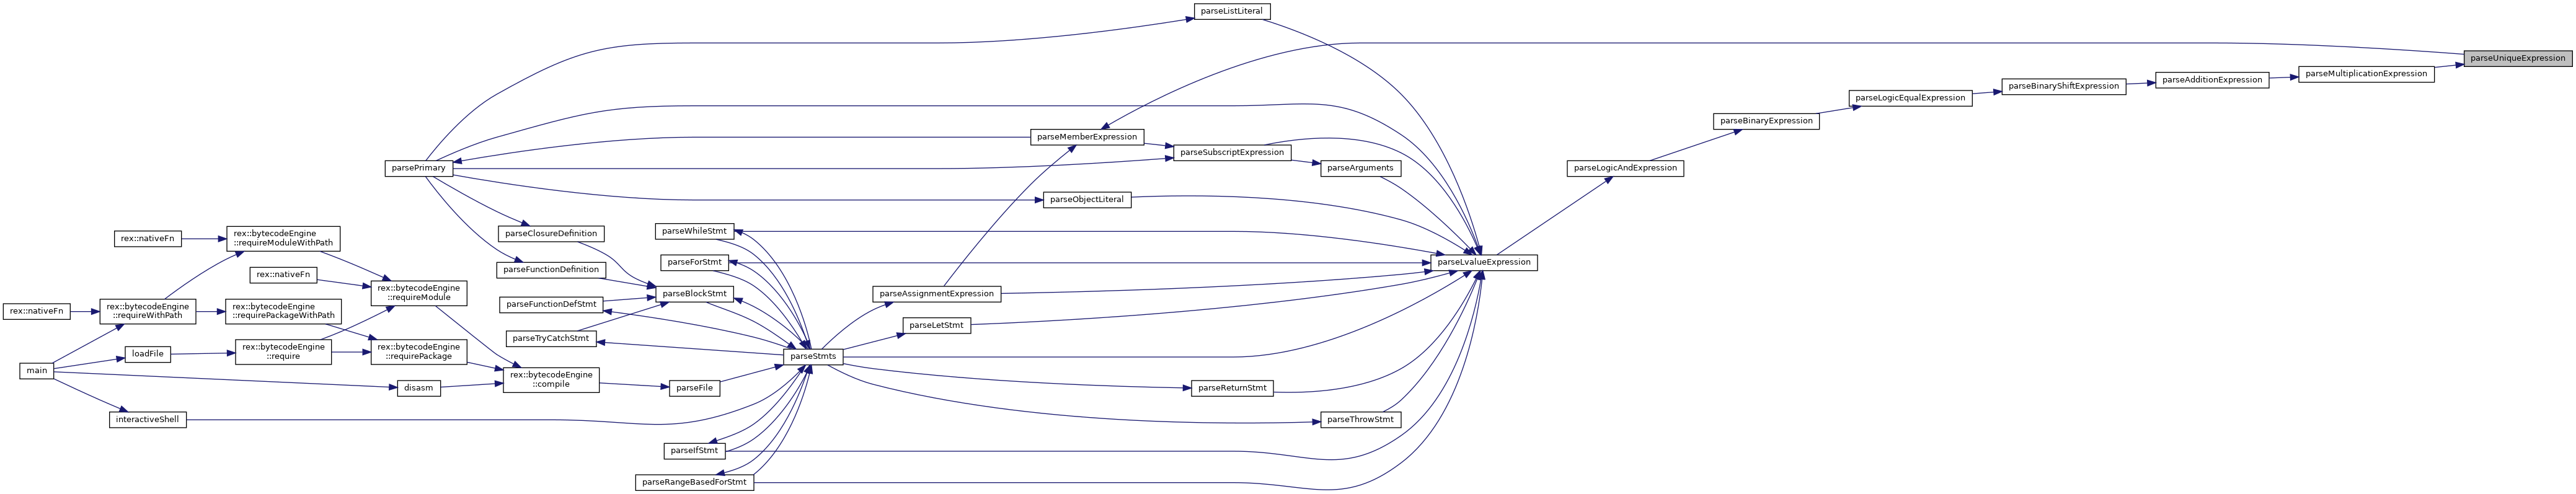 parseListLiteral
parseUniqueExpression
parseMultiplicationExpression
parseAdditionExpression
parseBinaryShiftExpression
parseLogicEqualExpression
parseBinaryExpression
parseMemberExpression
parseSubscriptExpression
parsePrimary
parseArguments
parseLogicAndExpression
parseObjectLiteral
parseWhileStmt
parseClosureDefinition
rex::nativeFn
rex::bytecodeEngine
::requireModuleWithPath
parseForStmt
parseLvalueExpression
parseFunctionDefinition
rex::nativeFn
rex::bytecodeEngine
::requireModule
parseBlockStmt
parseAssignmentExpression
parseFunctionDefStmt
rex::nativeFn
rex::bytecodeEngine
::requireWithPath
rex::bytecodeEngine
::requirePackageWithPath
parseLetStmt
parseTryCatchStmt
loadFile
rex::bytecodeEngine
::require
rex::bytecodeEngine
::requirePackage
parseStmts
main
disasm
rex::bytecodeEngine
::compile
parseFile
parseReturnStmt
interactiveShell
parseThrowStmt
parseIfStmt
parseRangeBasedForStmt